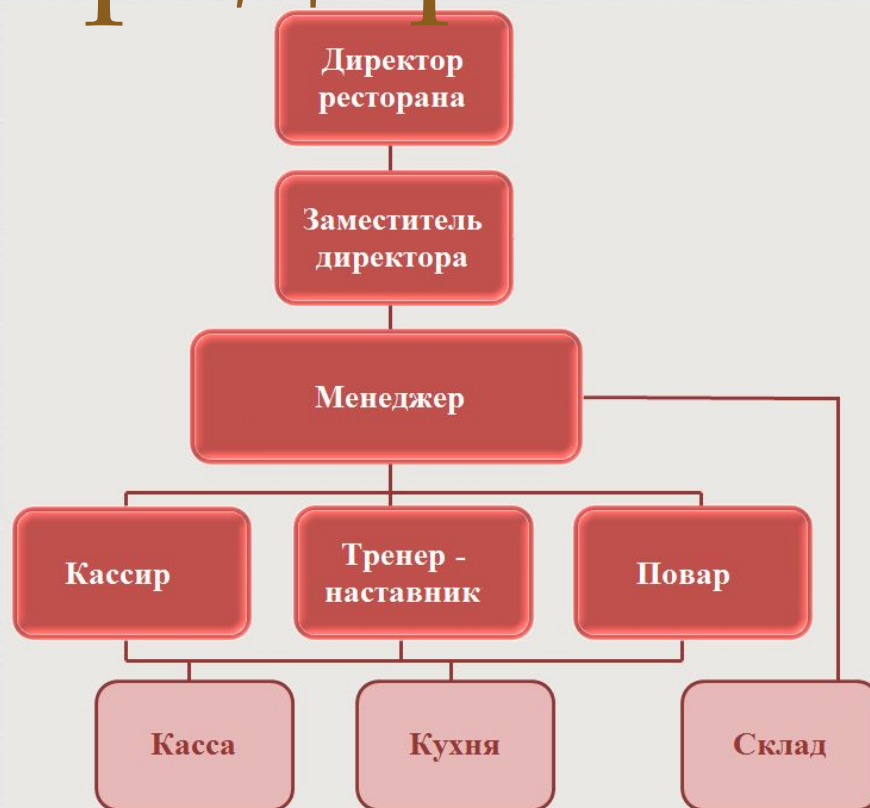 Директор
ресторана
Заместитель
директора
Менеджер
Кассир
Тренер -
наставник
Повар
Касса
Кухня
Склад